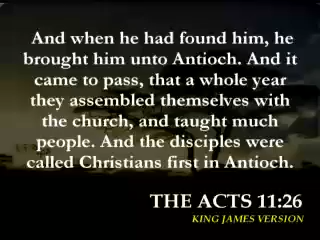 And when he had found him, he
brought him unto Antioch. And it
came to pass, that a whole year
they assembled themselves with
the church, and taught much
people. And the disciples were
called Christians first in Antioch.
THE ACTS 11:26
KING JAMES VERSION